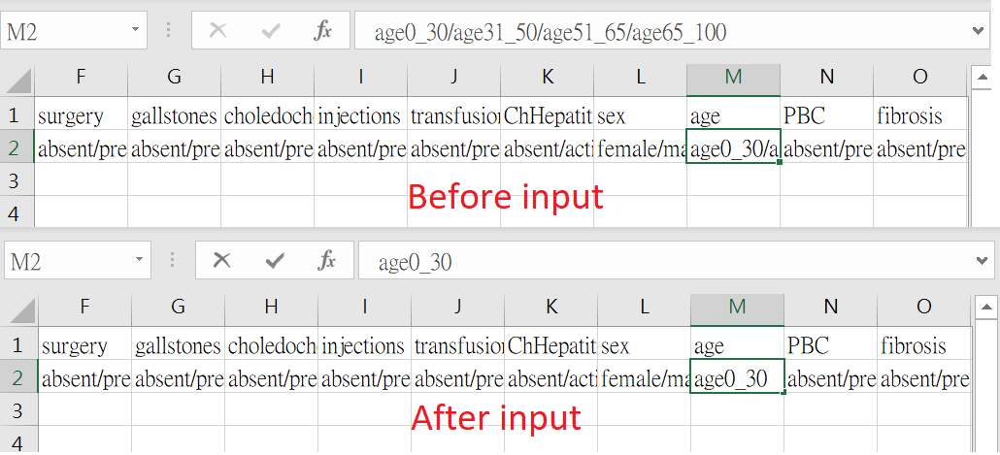 M2 fx age0_30/age31_50/age51_65/age65_100
F G H I J K L M N O
1 surgery gallstones choledoch injections transfusion ChHepatit sex age PBC fibrosis
2 absent/pre absent/pre absent/pre absent/pre absent/pre absent/acti female/ma age0_30/a absent/pre absent/pre
3
Before input
4
M2 fx age0_30
F G H I J K L M N O
1 surgery gallstones choledoch injections transfusion ChHepatit sex age PBC fibrosis
2 absent/pre absent/pre absent/pre absent/pre absent/pre absent/acti female/ma age0_30 absent/pre absent/pre
3
After input
4